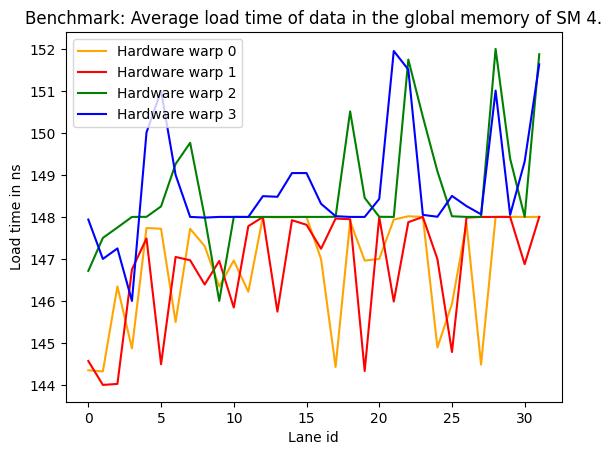 Benchmark: Average load time of data in the global memory of SM 4.
Hardware warp 0
Hardware warp 1
Hardware warp 2
Hardware warp 3
Load time in ns
152
151
150
149
148
147
146
145
144
0 5 10 15 20 25 30
Lane id